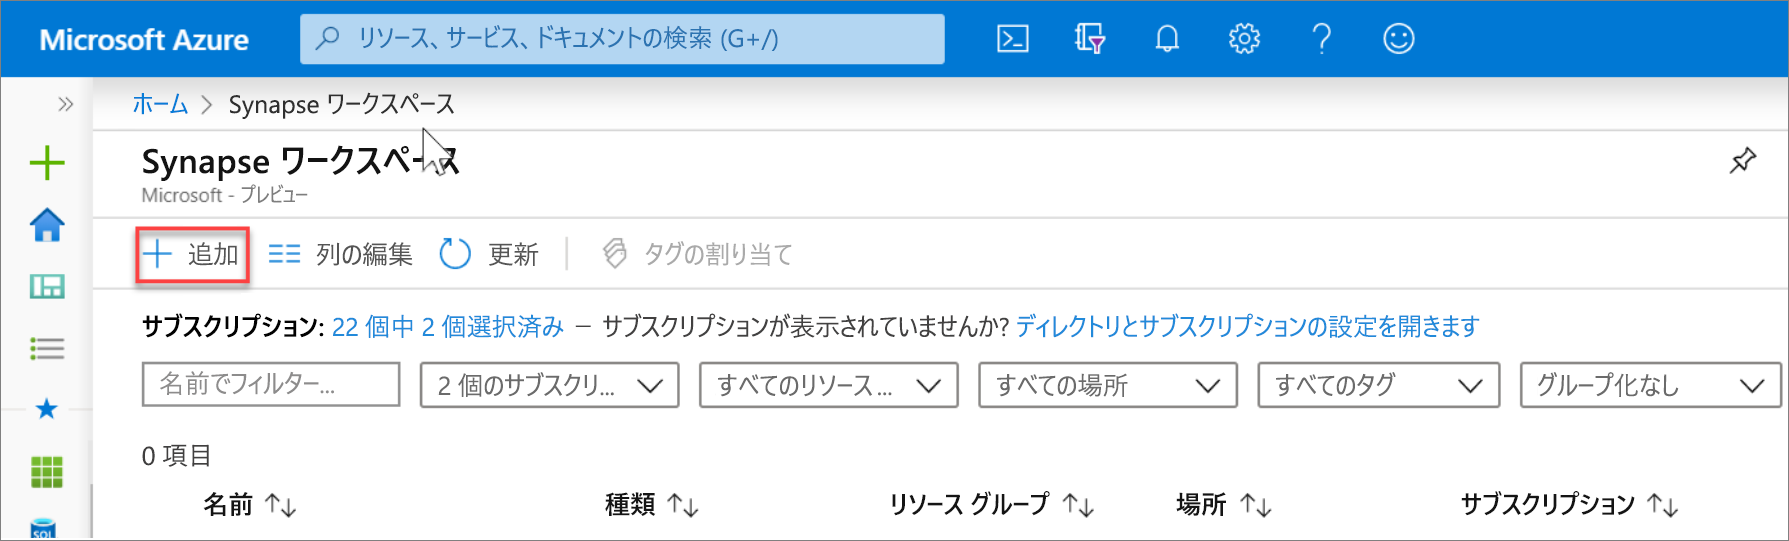 Microsoft Azure
リソース、サービス、ドキュメントの検索 (G+/)
ホーム > Synapse ワークスペース
Synapse ワークスペース
Microsoft - プレビュー
追加 列の編集 更新 タグの割り当て
サブスクリプション: 22 個中 2 個選択済み － サブスクリプションが表示されていませんか? ディレクトリとサブスクリプションの設定を開きます
名前でフィルター... 2 個のサブスクリ... すべてのリソース... すべての場所 すべてのタグ グループ化なし
0 項目
名前 ↑↓ 種類 ↑↓ リソース グループ ↑↓ 場所 ↑↓ サブスクリプション ↑↓
SQL